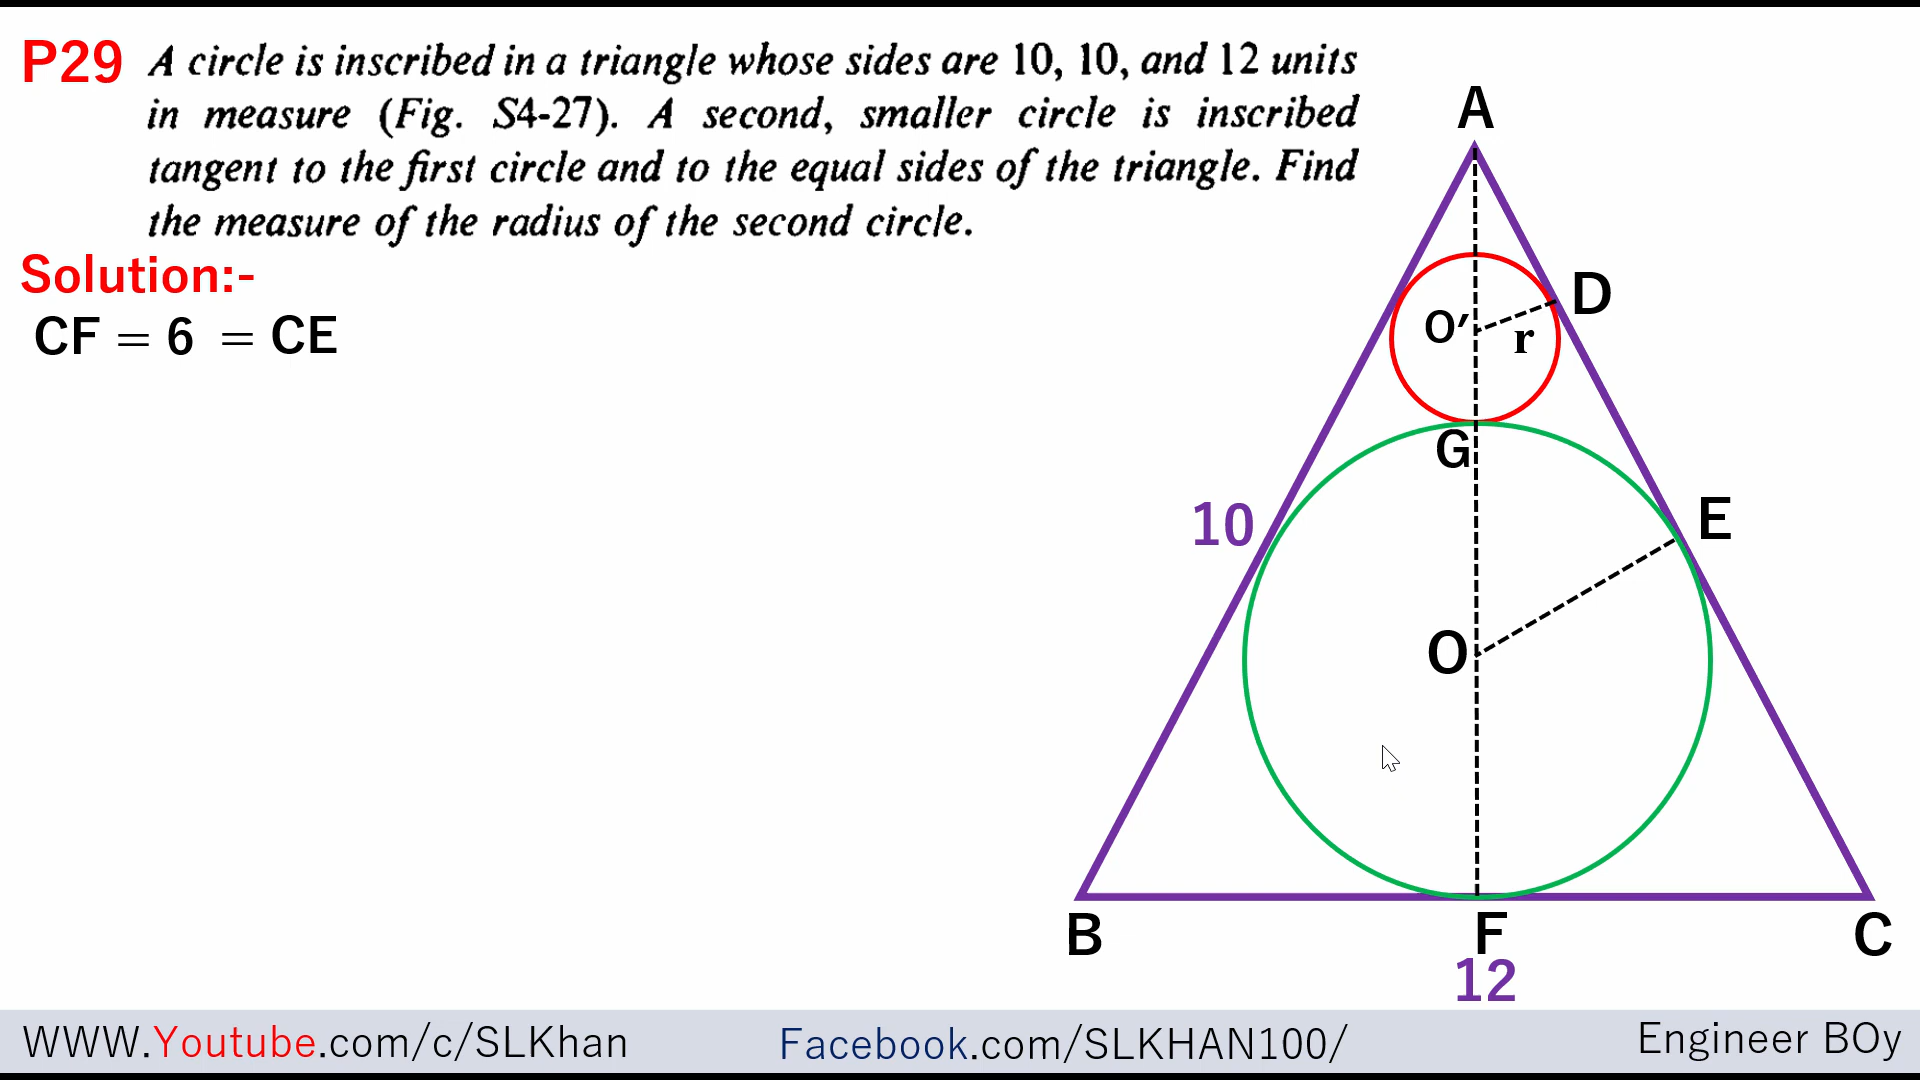 P29 A circle is inscribed in a triangle whose sides are 10, 10, and 12 units
in measure (Fig. S4-27). A second, smaller circle is inscribed
tangent to the first circle and to the equal sides of the triangle. Find
the measure of the radius of the second circle.
Solution:-
CF = 6 = CE
A
D
O′
r
G
10
E
O
B
F
C
12
WWW.Youtube.com/c/SLKhan
Facebook.com/SLKHAN100/
Engineer BOy